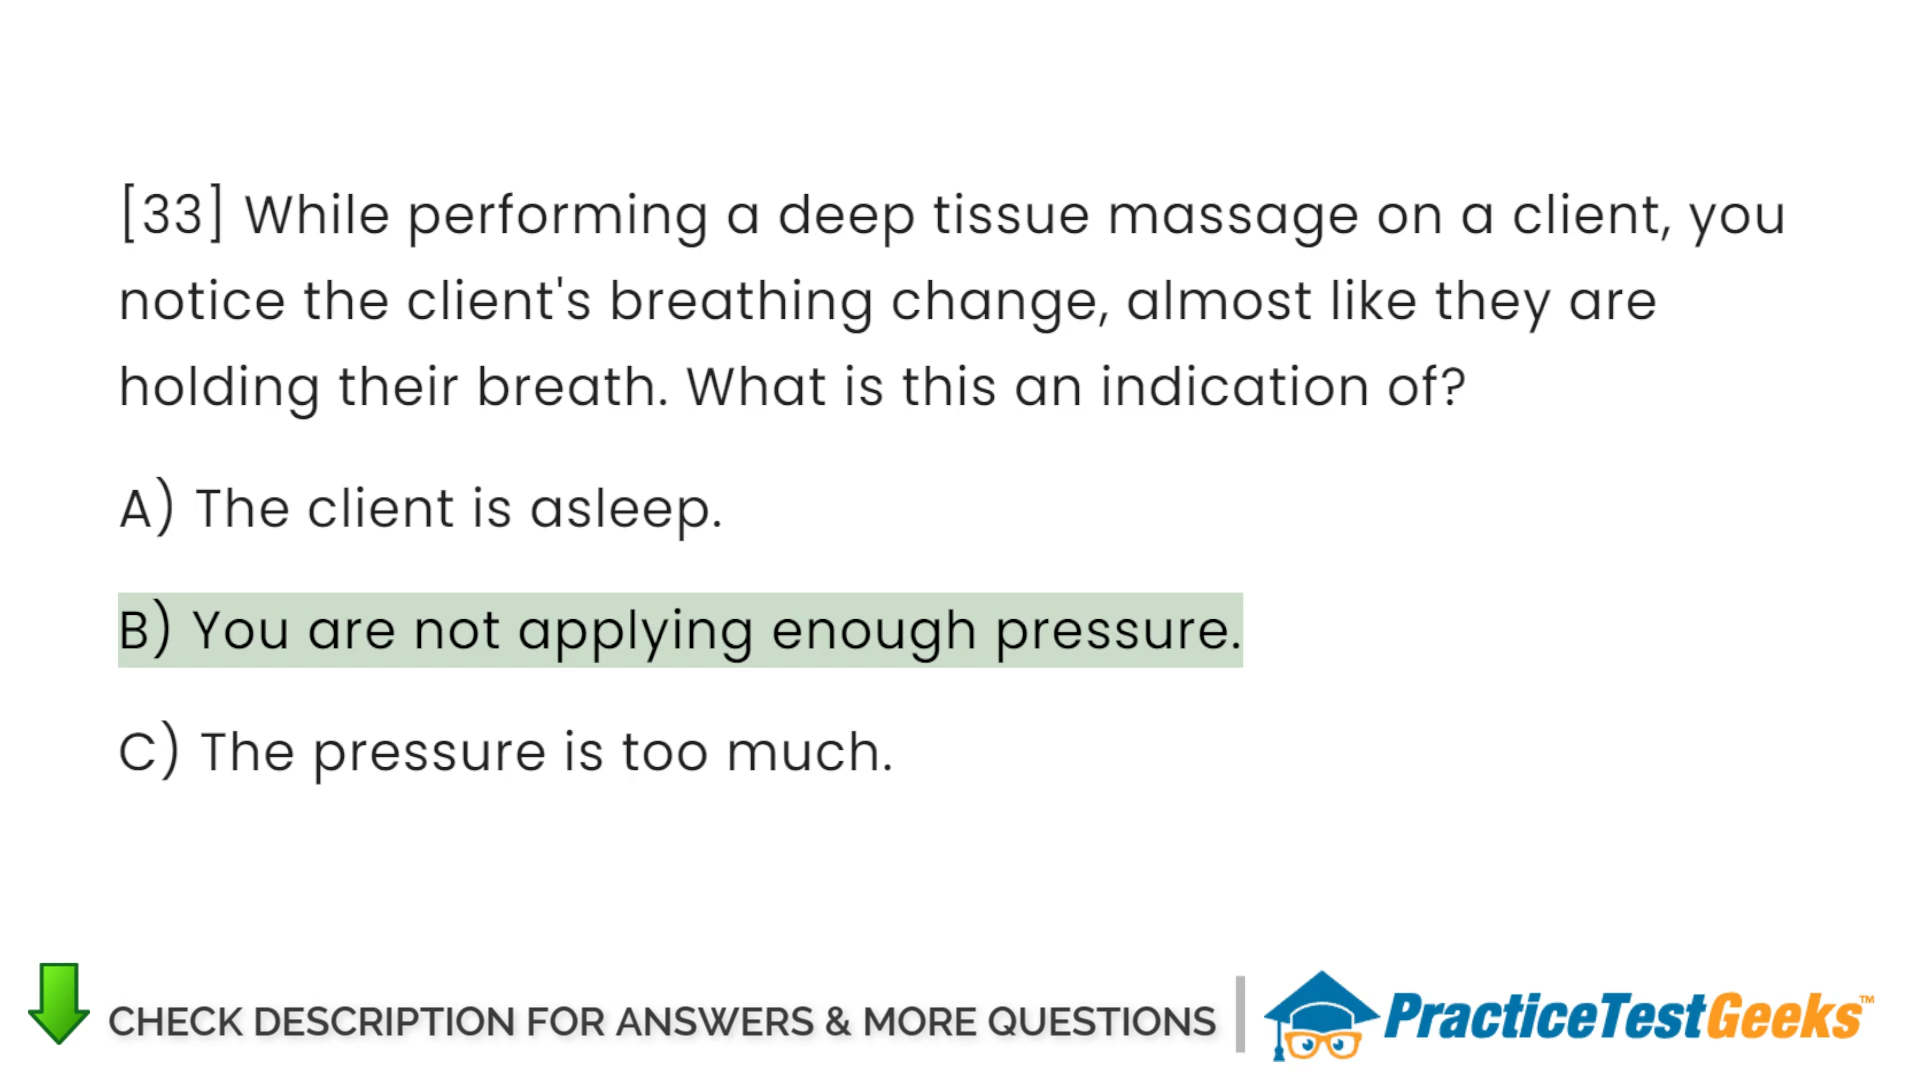 [33] While performing a deep tissue massage on a client, you
notice the client's breathing change, almost like they are
holding their breath. What is this an indication of?
A) The client is asleep.
B) You are not applying enough pressure.
C) The pressure is too much.
CHECK DESCRIPTION FOR ANSWERS & MORE QUESTIONS
PracticeTestGeeks™